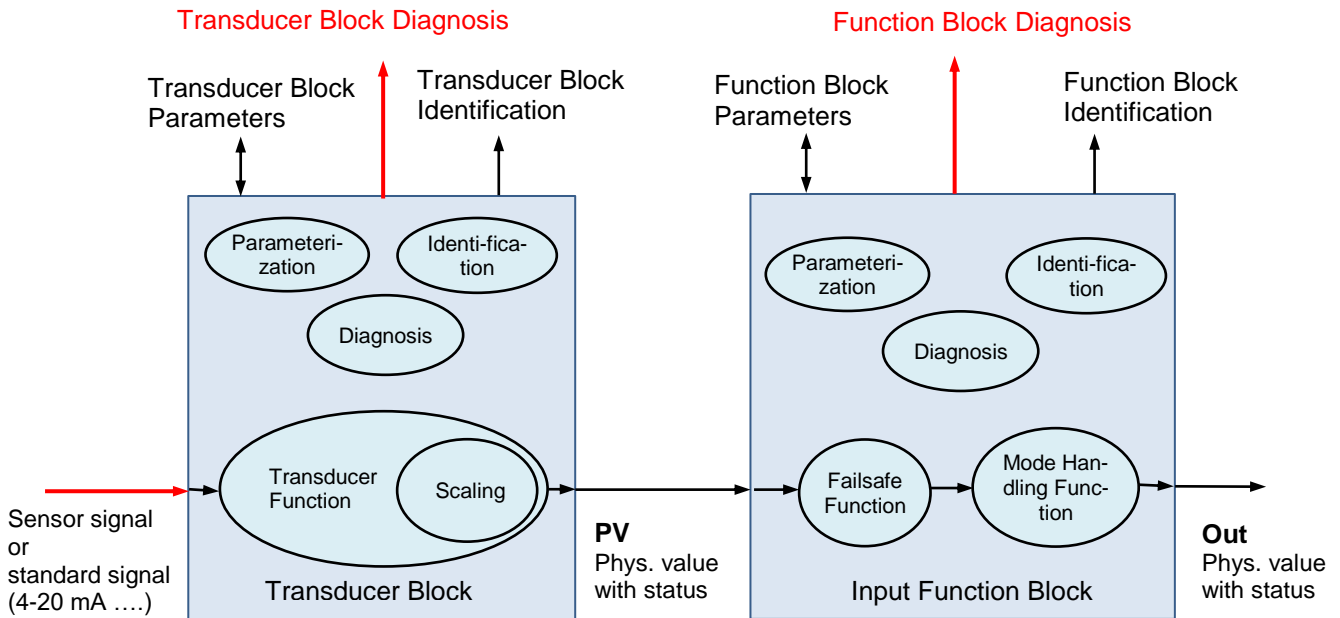 Transducer Block Diagnosis
Function Block Diagnosis
Transducer Block
Parameters
Transducer Block
Identification
Function Block
Parameters
Function Block
Identification
Parameteri-
zation
Identi-fica-
tion
Diagnosis
Transducer
Function
Scaling
Transducer Block
Sensor signal
or
standard signal
(4-20 mA ….)
PV
Phys. value
with status
Parameteri-
zation
Identi-fica-
tion
Diagnosis
Failsafe
Function
Mode Han-
dling Func-
tion
Input Function Block
Out
Phys. value
with status